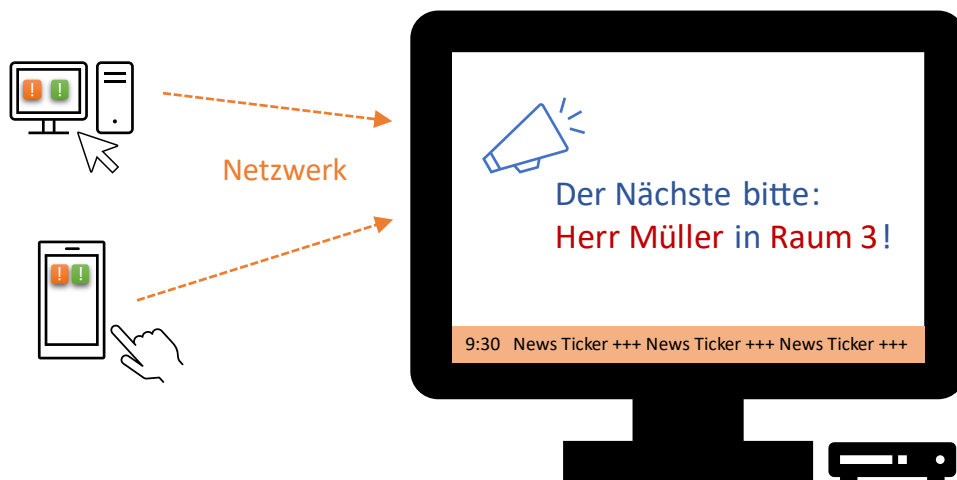 ! !
Netzwerk
! !
Der Nächste bitte:
Herr Müller in Raum 3!
9:30 News Ticker +++ News Ticker +++ News Ticker +++